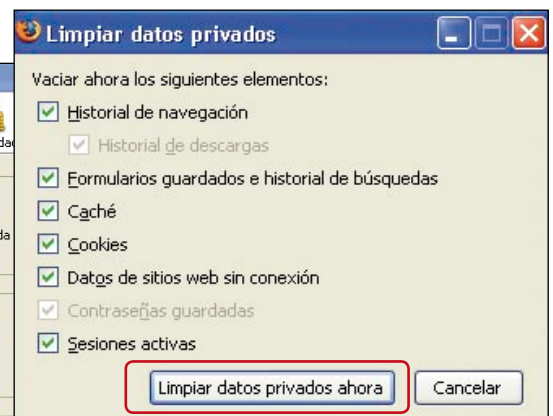 Limpiar datos privados
Vaciar ahora los siguientes elementos:
Historial de navegación
Historial de descargas
Formularios guardados e historial de búsquedas
Caché
Cookies
Datos de sitios web sin conexión
Contraseñas guardadas
Sesiones activas
Limpiar datos privados ahora
Cancelar